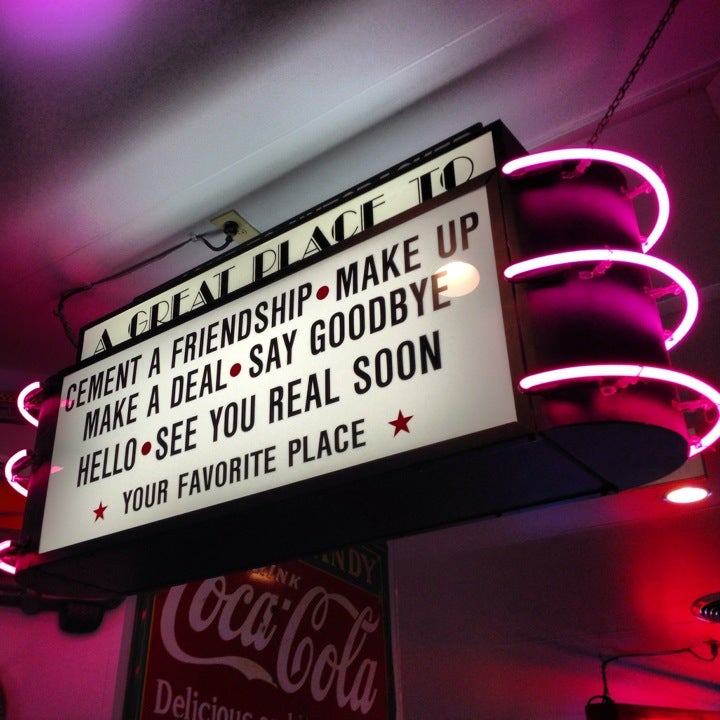 A GREAT PLACE TO
CEMENT A FRIENDSHIP • MAKE UP
MAKE A DEAL • SAY GOODBYE
HELLO • SEE YOU REAL SOON
★ YOUR FAVORITE PLACE ★
Coca-Cola
Delicious